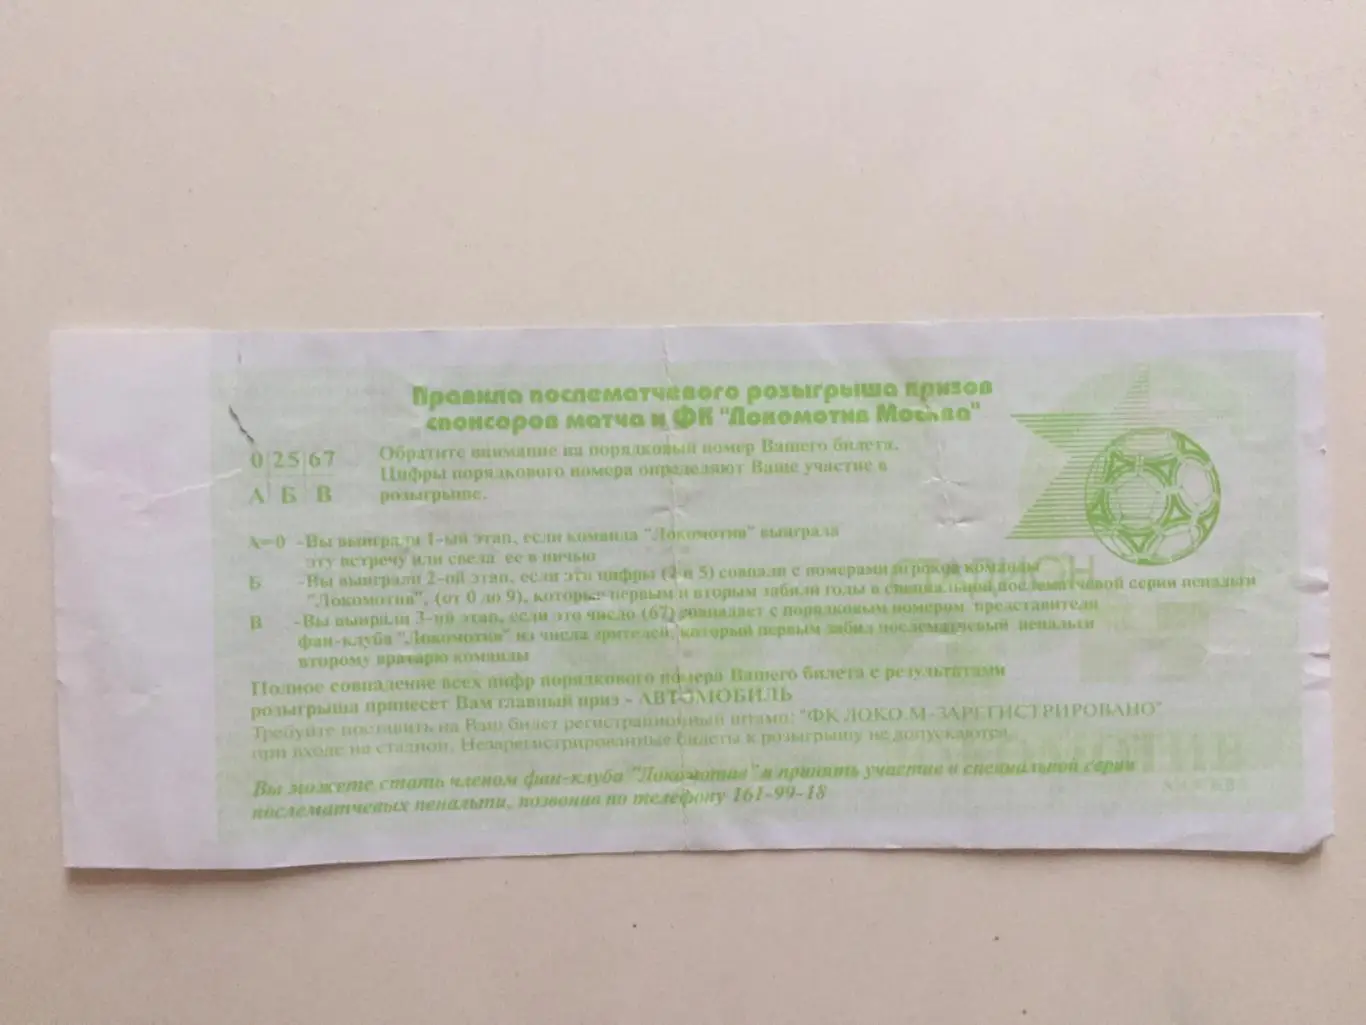 Правила послематчевого розыгрыша призов
спонсоров матча и ФК "Локомотив Москва"
0 25 67
А Б В
Обратите внимание на порядковый номер Вашего билета.
Цифры порядкового номера определяют Ваше участие в
розыгрыше.
А=0 -Вы выиграли 1-ый этап, если команда "Локомотив" выиграла
эту встречу или свела ее в ничью
Б -Вы выиграли 2-ой этап, если эти цифры (2 и 5) совпали с номерами игроков команды
"Локомотив", (от 0 до 9), которые первым и вторым забили голы в специальной послематчевой серии пенальти
В -Вы выиграли 3-ий этап, если это число (67) совпадает с порядковым номером представителя
фан-клуба "Локомотив" из числа зрителей, который первым забил послематчевый пенальти
второму вратарю команды
Полное совпадение всех цифр порядкового номера Вашего билета с результатами
розыгрыша принесет Вам главный приз - АВТОМОБИЛЬ
Требуйте поставить на Ваш билет регистрационный штамп: "ФК ЛОКО М-ЗАРЕГИСТРИРОВАНО"
при входе на стадион. Незарегистрированные билеты к розыгрышу не допускаются.
Вы можете стать членом фан-клуба "Локомотив" и принять участие в специальной серии
послематчевых пенальти, позвонив по телефону 161-99-18